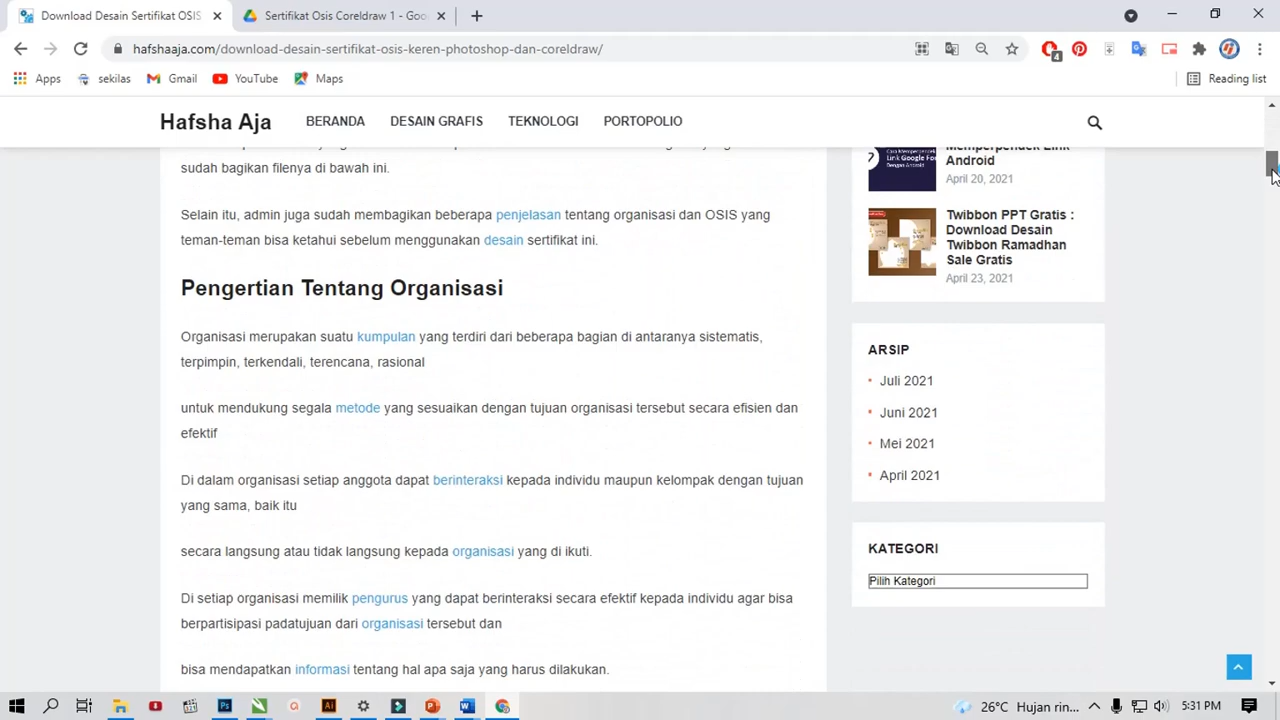 Download Desain Sertifikat OSIS
Sertifikat Osis Coreldraw 1 - Goo
hafshaaja.com/download-desain-sertifikat-osis-keren-photoshop-dan-coreldraw/
4
Apps
sekilas
Gmail
YouTube
Maps
Reading list
Hafsha Aja
BERANDA
DESAIN GRAFIS
TEKNOLOGI
PORTOPOLIO
sudah bagikan filenya di bawah ini.
Selain itu, admin juga sudah membagikan beberapa penjelasan tentang organisasi dan OSIS yang
teman-teman bisa ketahui sebelum menggunakan desain sertifikat ini.
Pengertian Tentang Organisasi
Organisasi merupakan suatu kumpulan yang terdiri dari beberapa bagian di antaranya sistematis,
terpimpin, terkendali, terencana, rasional
untuk mendukung segala metode yang sesuaikan dengan tujuan organisasi tersebut secara efisien dan
efektif
Di dalam organisasi setiap anggota dapat berinteraksi kepada individu maupun kelompak dengan tujuan
yang sama, baik itu
secara langsung atau tidak langsung kepada organisasi yang di ikuti.
Di setiap organisasi memilik pengurus yang dapat berinteraksi secara efektif kepada individu agar bisa
berpartisipasi padatujuan dari organisasi tersebut dan
bisa mendapatkan informasi tentang hal apa saja yang harus dilakukan.
Memperpendek Link
Android
April 20, 2021
Twibbon PPT Gratis :
Download Desain
Twibbon Ramadhan
Sale Gratis
April 23, 2021
ARSIP
Juli 2021
Juni 2021
Mei 2021
April 2021
KATEGORI
Pilih Kategori
26°C Hujan rin...
5:31 PM